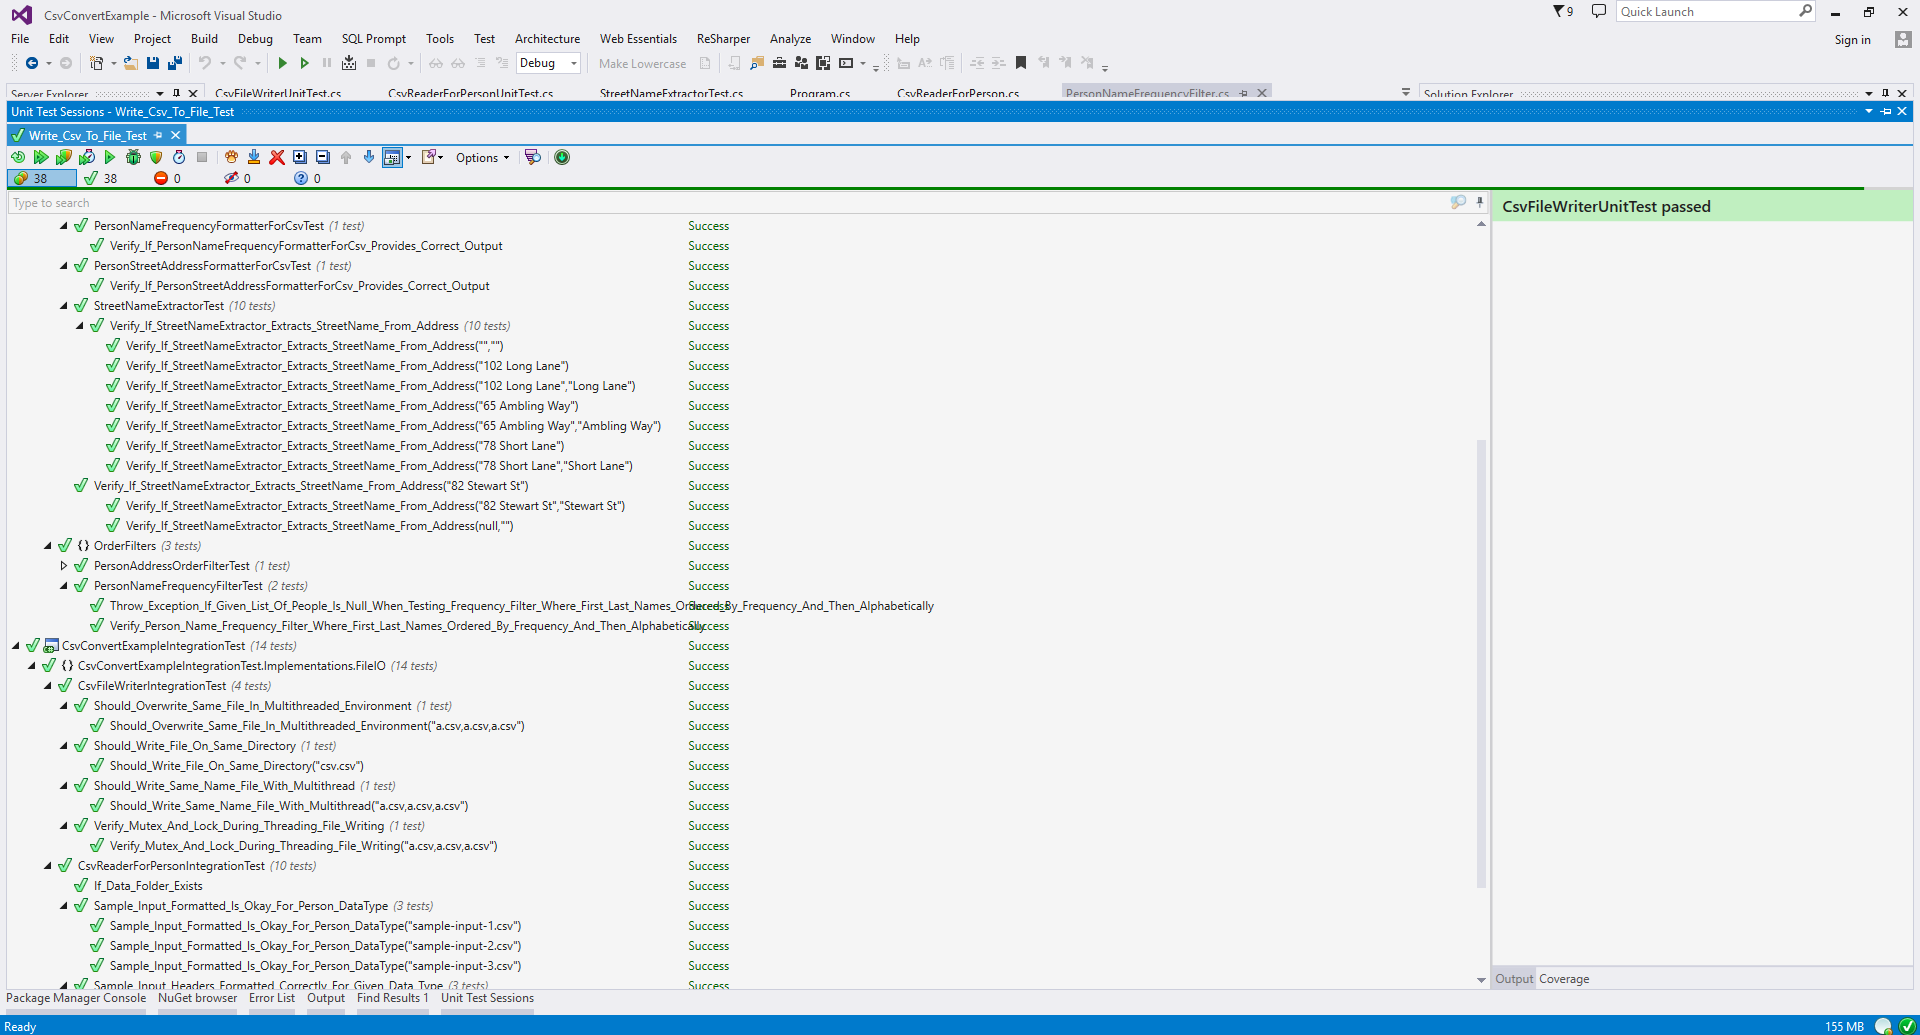 CsvConvertExample - Microsoft Visual Studio
9
Quick Launch
File Edit View Project Build Debug Team SQL Prompt Tools Test Architecture Web Essentials ReSharper Analyze Window Help
Sign in
Debug
Make Lowercase
Server Explorer
CsvFileWriterUnitTest.cs CsvReaderForPersonUnitTest.cs StreetNameExtractorTest.cs Program.cs CsvReaderForPerson.cs PersonNameFrequencyFilter.cs
Solution Explorer
Unit Test Sessions - Write_Csv_To_File_Test
Write_Csv_To_File_Test
Options
38 38 0 0 0
Type to search
CsvFileWriterUnitTest passed
PersonNameFrequencyFormatterForCsvTest (1 test) Success
Verify_If_PersonNameFrequencyFormatterForCsv_Provides_Correct_Output Success
PersonStreetAddressFormatterForCsvTest (1 test) Success
Verify_If_PersonStreetAddressFormatterForCsv_Provides_Correct_Output Success
StreetNameExtractorTest (10 tests) Success
Verify_If_StreetNameExtractor_Extracts_StreetName_From_Address (10 tests) Success
Verify_If_StreetNameExtractor_Extracts_StreetName_From_Address("","") Success
Verify_If_StreetNameExtractor_Extracts_StreetName_From_Address("102 Long Lane") Success
Verify_If_StreetNameExtractor_Extracts_StreetName_From_Address("102 Long Lane","Long Lane") Success
Verify_If_StreetNameExtractor_Extracts_StreetName_From_Address("65 Ambling Way") Success
Verify_If_StreetNameExtractor_Extracts_StreetName_From_Address("65 Ambling Way","Ambling Way") Success
Verify_If_StreetNameExtractor_Extracts_StreetName_From_Address("78 Short Lane") Success
Verify_If_StreetNameExtractor_Extracts_StreetName_From_Address("78 Short Lane","Short Lane") Success
Verify_If_StreetNameExtractor_Extracts_StreetName_From_Address("82 Stewart St") Success
Verify_If_StreetNameExtractor_Extracts_StreetName_From_Address("82 Stewart St","Stewart St") Success
Verify_If_StreetNameExtractor_Extracts_StreetName_From_Address(null,"") Success
{} OrderFilters (3 tests) Success
PersonAddressOrderFilterTest (1 test) Success
PersonNameFrequencyFilterTest (2 tests) Success
Throw_Exception_If_Given_List_Of_People_Is_Null_When_Testing_Frequency_Filter_Where_First_Last_Names_Ordered_By_Frequency_And_Then_Alphabetically Success
Verify_Person_Name_Frequency_Filter_Where_First_Last_Names_Ordered_By_Frequency_And_Then_Alphabetically Success
CsvConvertExampleIntegrationTest (14 tests) Success
{} CsvConvertExampleIntegrationTest.Implementations.FileIO (14 tests) Success
CsvFileWriterIntegrationTest (4 tests) Success
Should_Overwrite_Same_File_In_Multithreaded_Environment (1 test) Success
Should_Overwrite_Same_File_In_Multithreaded_Environment("a.csv,a.csv,a.csv") Success
Should_Write_File_On_Same_Directory (1 test) Success
Should_Write_File_On_Same_Directory("csv.csv") Success
Should_Write_Same_Name_File_With_Multithread (1 test) Success
Should_Write_Same_Name_File_With_Multithread("a.csv,a.csv,a.csv") Success
Verify_Mutex_And_Lock_During_Threading_File_Writing (1 test) Success
Verify_Mutex_And_Lock_During_Threading_File_Writing("a.csv,a.csv,a.csv") Success
CsvReaderForPersonIntegrationTest (10 tests) Success
If_Data_Folder_Exists Success
Sample_Input_Formatted_Is_Okay_For_Person_DataType (3 tests) Success
Sample_Input_Formatted_Is_Okay_For_Person_DataType("sample-input-1.csv") Success
Sample_Input_Formatted_Is_Okay_For_Person_DataType("sample-input-2.csv") Success
Sample_Input_Formatted_Is_Okay_For_Person_DataType("sample-input-3.csv") Success
Sample_Input_Headers_Formatted_Correctly_For_Given_Data_Type (3 tests) Success
Output Coverage
Package Manager Console NuGet browser Error List Output Find Results 1 Unit Test Sessions
Ready
155 MB